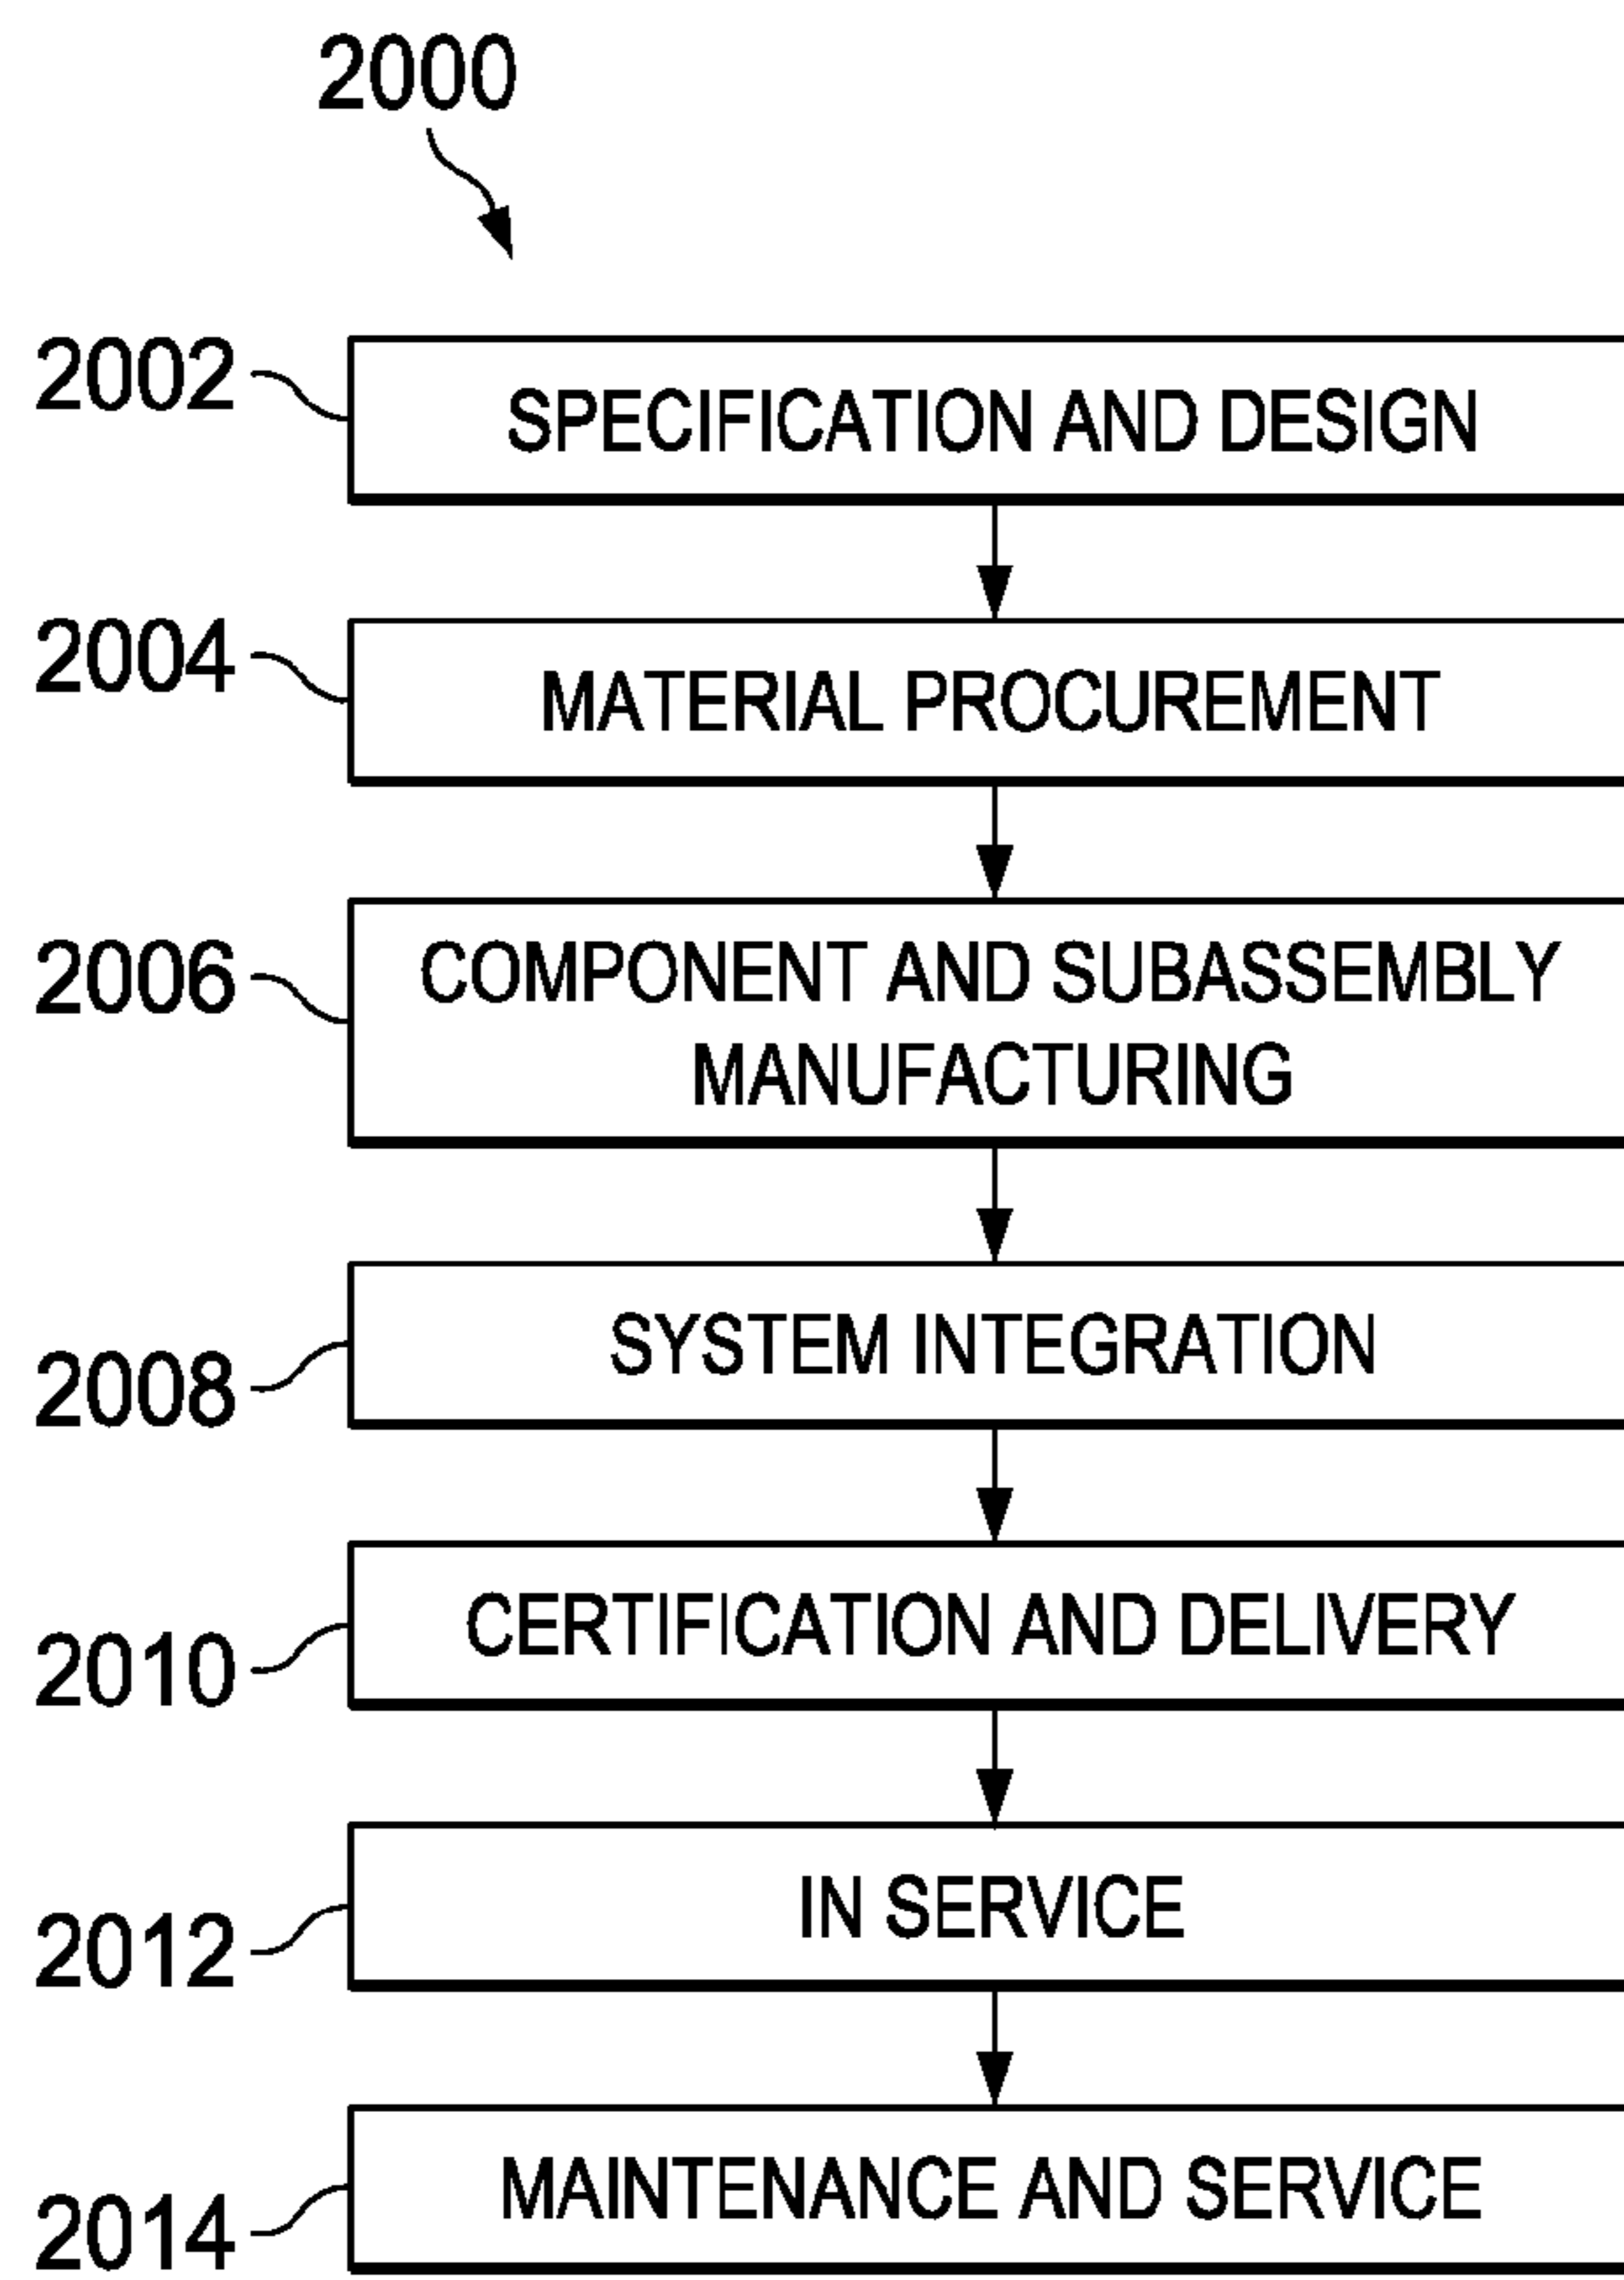 2000
2002
SPECIFICATION AND DESIGN
2004
MATERIAL PROCUREMENT
2006
COMPONENT AND SUBASSEMBLY
MANUFACTURING
2008
SYSTEM INTEGRATION
2010
CERTIFICATION AND DELIVERY
2012
IN SERVICE
2014
MAINTENANCE AND SERVICE